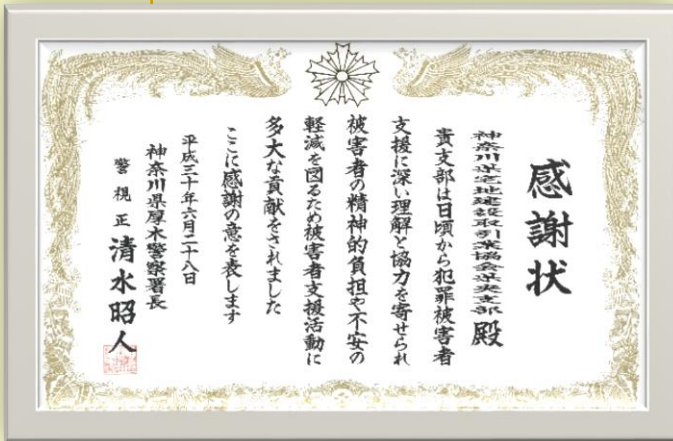 感謝状
神奈川県宅地建設取引業協会県央支部 殿
貴支部は日頃から犯罪被害者
支援に深い理解と協力を寄せられ
被害者の精神的負担や不安の
軽減を図るため被害者支援活動に
多大な貢献をされました
ここに感謝の意を表します
平成三十年六月二十八日
神奈川県厚木警察署長
警視正 清水昭人